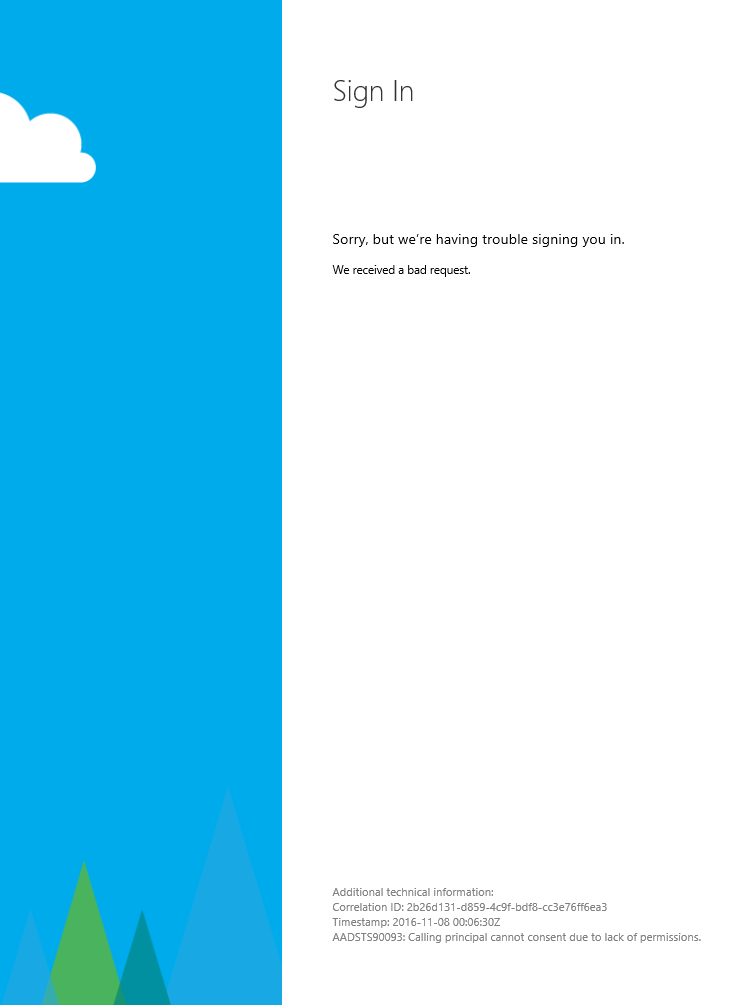 Sign In
Sorry, but we're having trouble signing you in.
We received a bad request.
Additional technical information:
Correlation ID: 2b26d131-d859-4c9f-bdf8-cc3e76ff6ea3
Timestamp: 2016-11-08 00:06:30Z
AADSTS90093: Calling principal cannot consent due to lack of permissions.